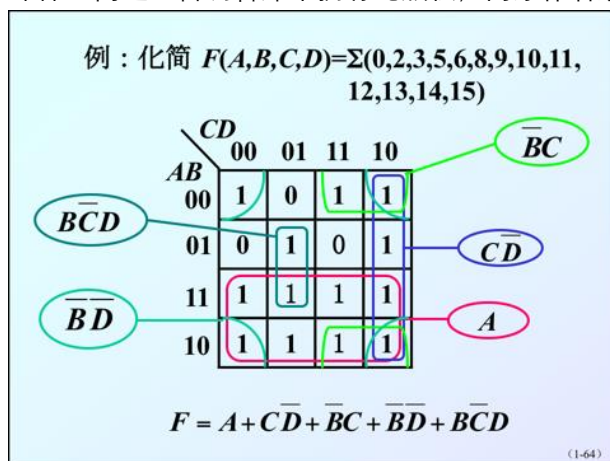 例：化简 F(A,B,C,D)=Σ(0,2,3,5,6,8,9,10,11,
12,13,14,15)
CD
AB
00 01 11 10
B̅C
00 1 0 1 1
BC̅D
01 0 1 0 1
CD̅
11 1 1 1 1
B̅D̅
A
10 1 1 1 1
F = A + CD̅ + B̅C + B̅D̅ + BC̅D
(1-64)